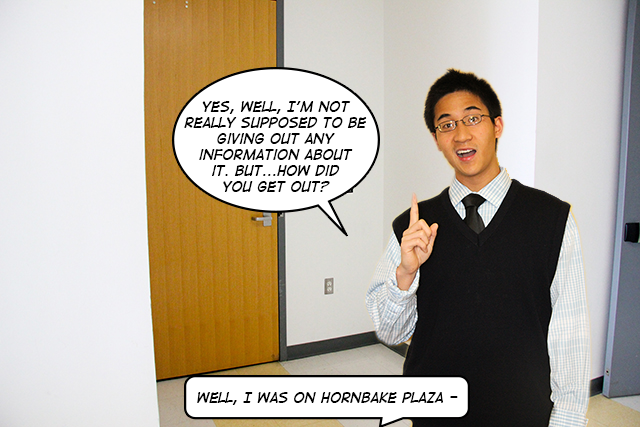 YES, WELL, I'M NOT
REALLY SUPPOSED TO BE
GIVING OUT ANY
INFORMATION ABOUT
IT. BUT...HOW DID
YOU GET OUT?
WELL, I WAS ON HORNBAKE PLAZA -